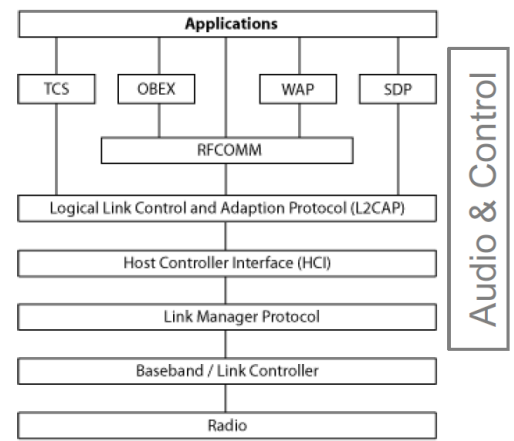 Applications
TCS
OBEX
WAP
SDP
RFCOMM
Logical Link Control and Adaption Protocol (L2CAP)
Host Controller Interface (HCI)
Link Manager Protocol
Baseband / Link Controller
Radio
Audio & Control